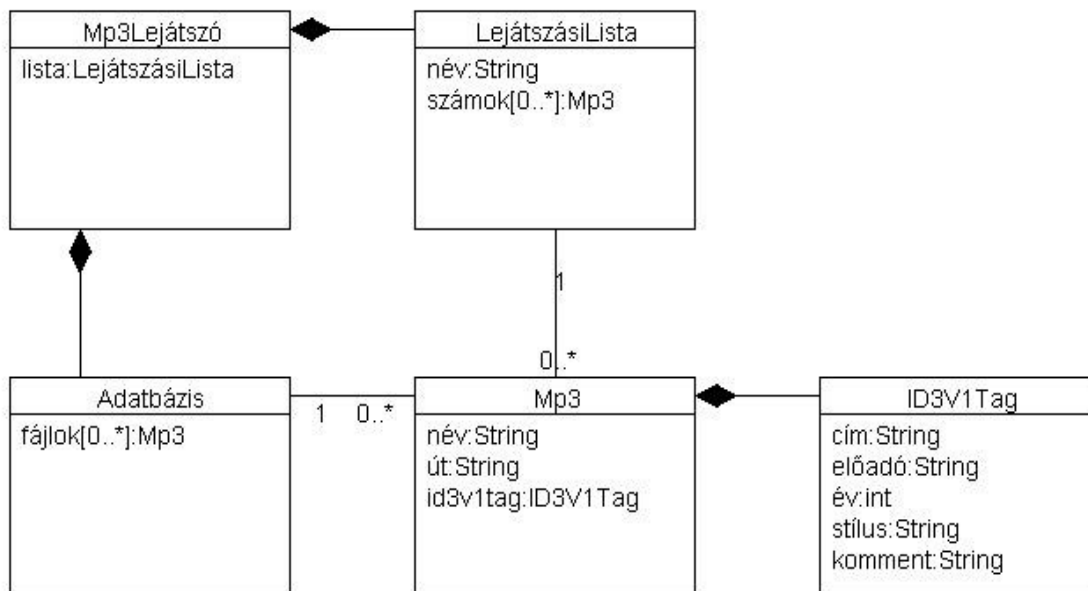 Mp3Lejátszó
lista:LejátszásiLista
LejátszásiLista
név:String
számok[0..*]:Mp3
1
0..*
Adatbázis
fájlok[0..*]:Mp3
1 0..*
Mp3
név:String
út:String
id3v1tag:ID3V1Tag
ID3V1Tag
cím:String
előadó:String
év:int
stílus:String
komment:String